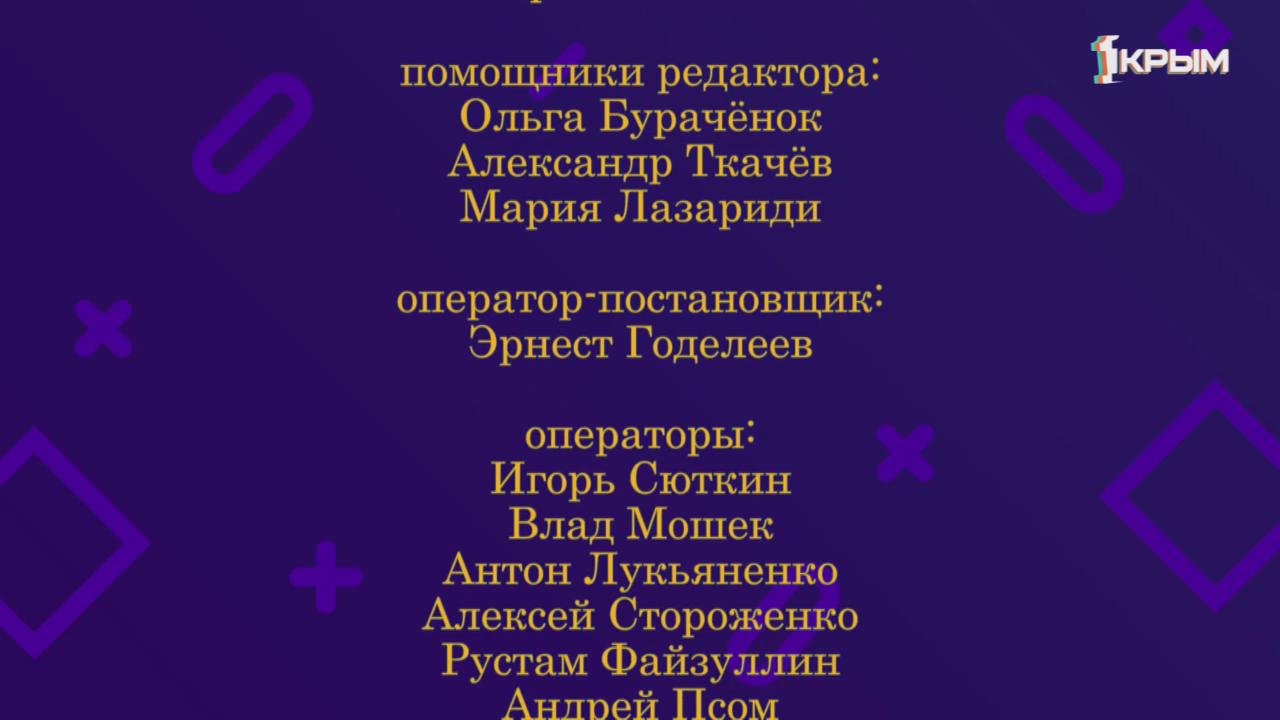 1КРЫМ
помощники редактора:
Ольга Бурачёнок
Александр Ткачёв
Мария Лазариди
оператор-постановщик:
Эрнест Годелеев
операторы:
Игорь Сюткин
Влад Мошек
Антон Лукьяненко
Алексей Стороженко
Рустам Файзуллин
Андрей Псом